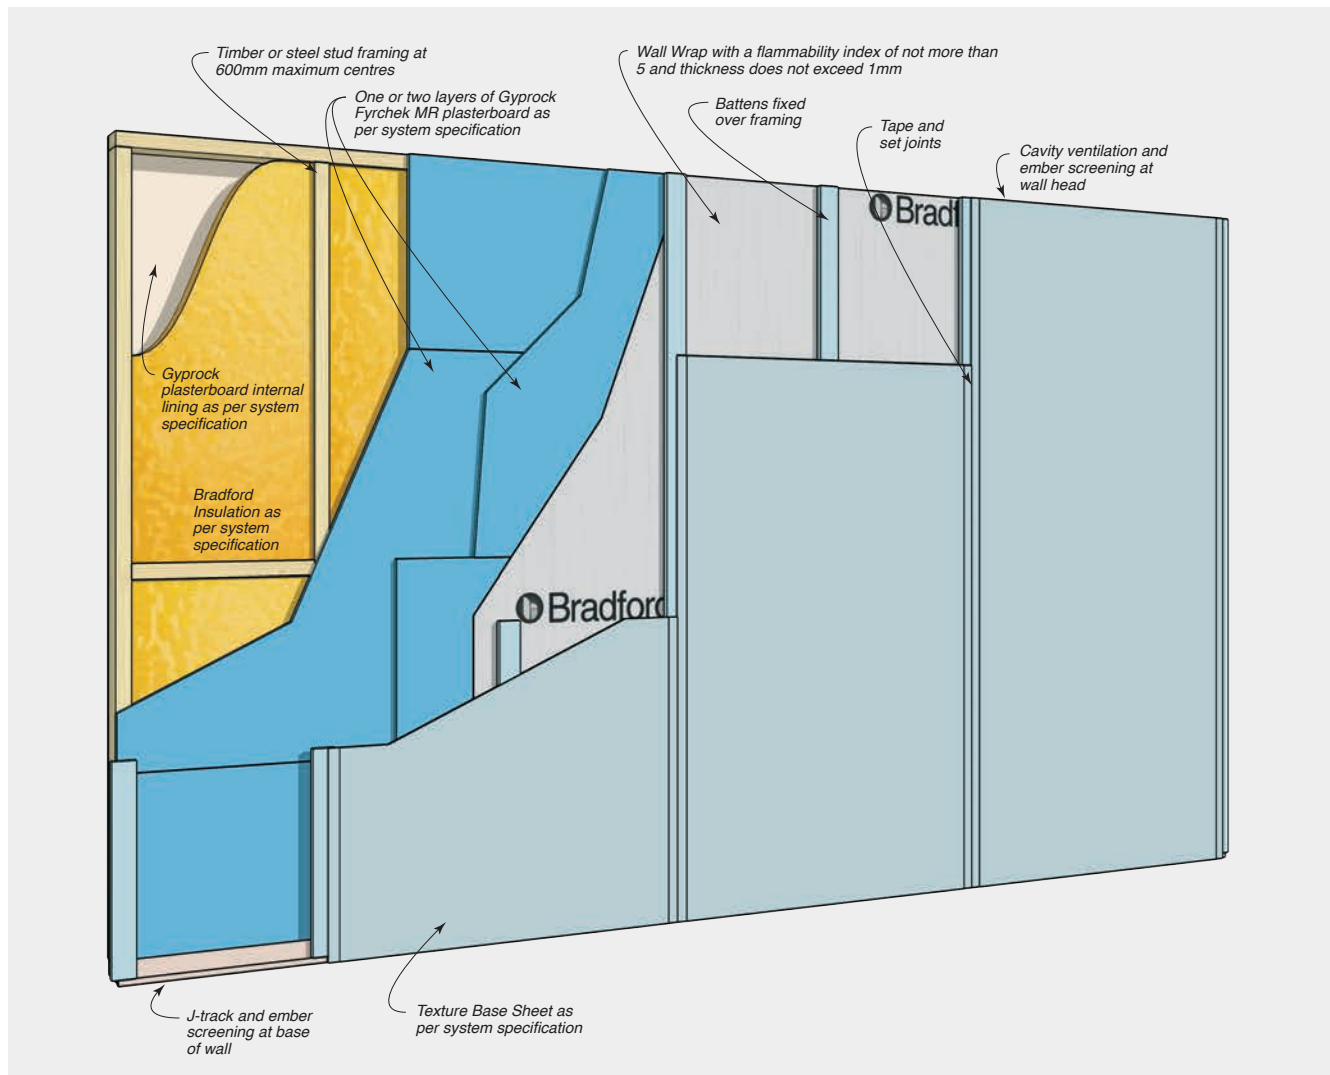 Timber or steel stud framing at
600mm maximum centres
One or two layers of Gyprock
Fyrchek MR plasterboard as
per system specification
Wall Wrap with a flammability index of not more than
5 and thickness does not exceed 1mm
Battens fixed
over framing
Tape and
set joints
Cavity ventilation and
ember screening at
wall head
Bradf
Gyprock
plasterboard internal
lining as per system
specification
Bradford
Insulation as
per system
specification
Bradford
J-track and ember
screening at base
of wall
Texture Base Sheet as
per system specification